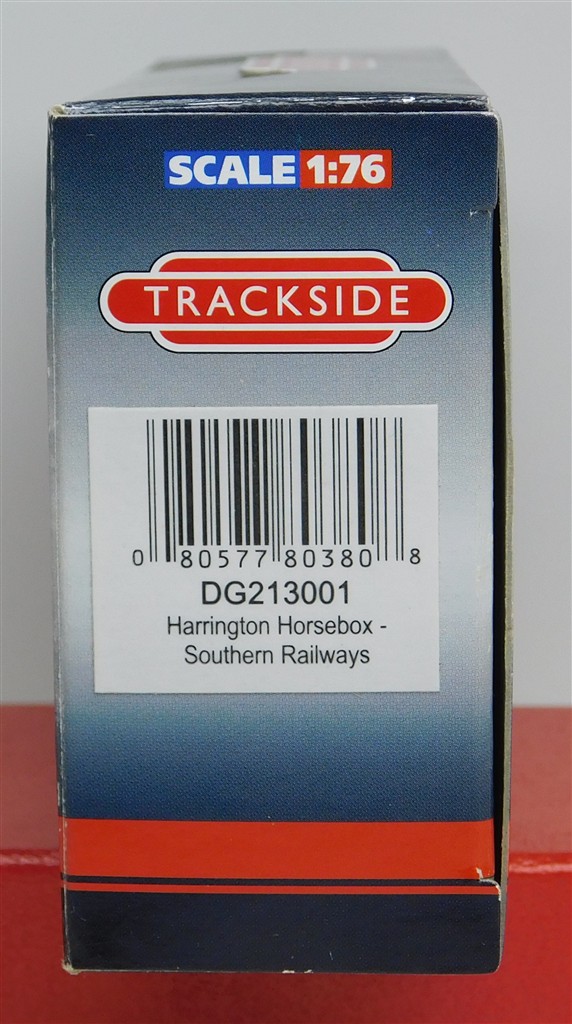 SCALE 1:76
TRACKSIDE
0 80577 80380 8
DG213001
Harrington Horsebox -
Southern Railways